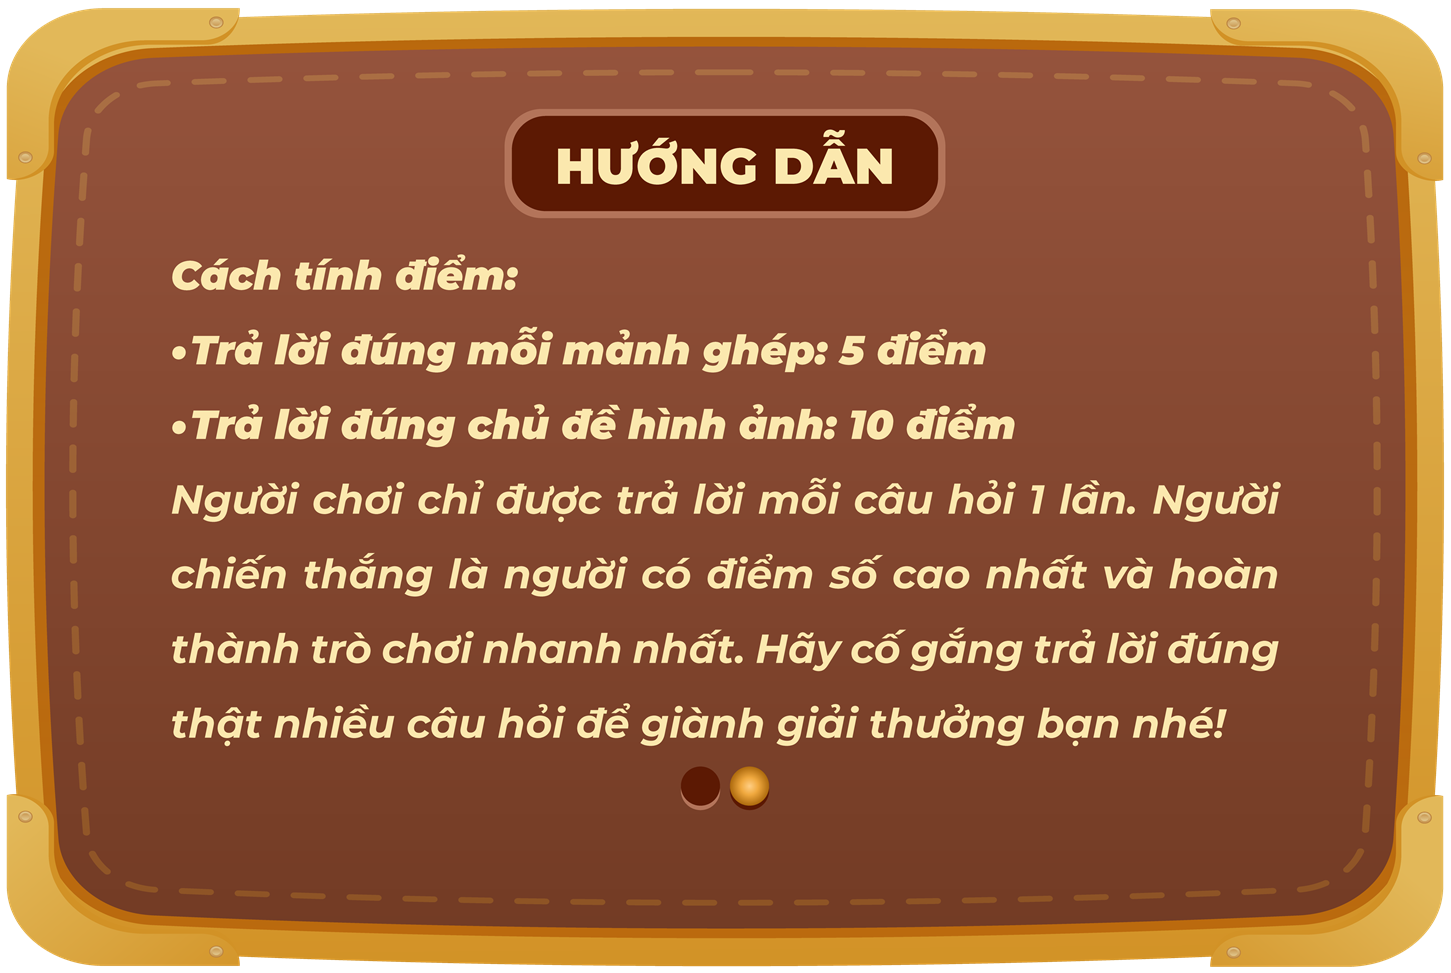 HƯỚNG DẪN
Cách tính điểm:
•Trả lời đúng mỗi mảnh ghép: 5 điểm
•Trả lời đúng chủ đề hình ảnh: 10 điểm
Người chơi chỉ được trả lời mỗi câu hỏi 1 lần. Người
chiến thắng là người có điểm số cao nhất và hoàn
thành trò chơi nhanh nhất. Hãy cố gắng trả lời đúng
thật nhiều câu hỏi để giành giải thưởng bạn nhé!